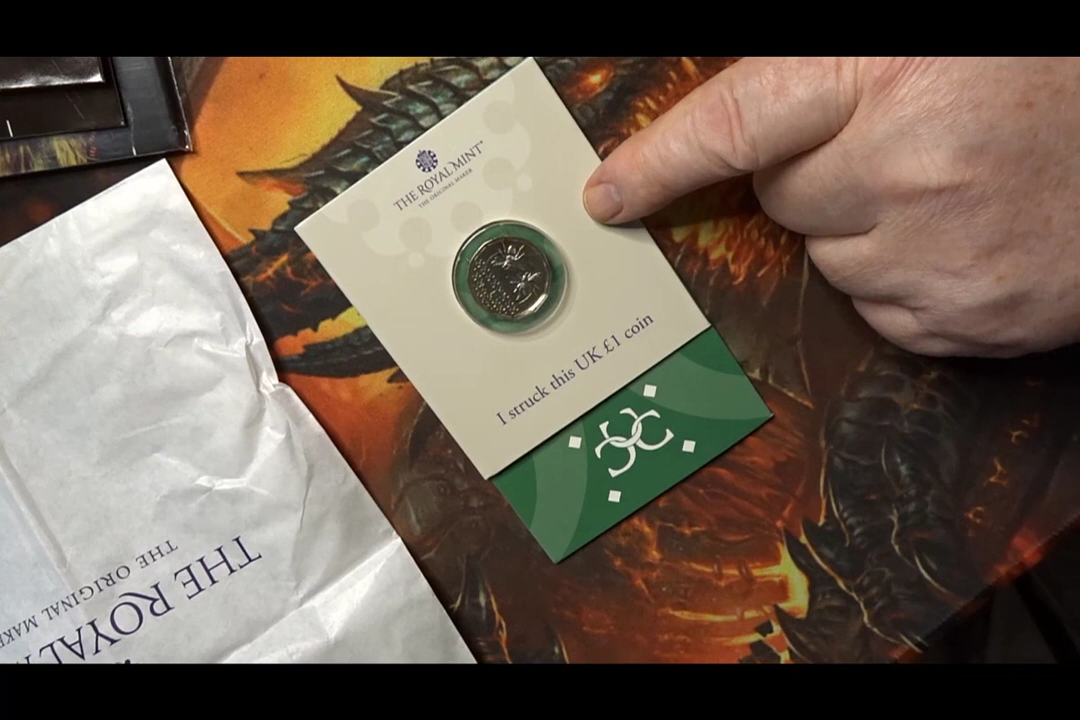 THE ROYAL MINT®
THE ORIGINAL MAKER
I struck this UK £1 coin
THE ROYAL
THE ORIGINAL MAKE